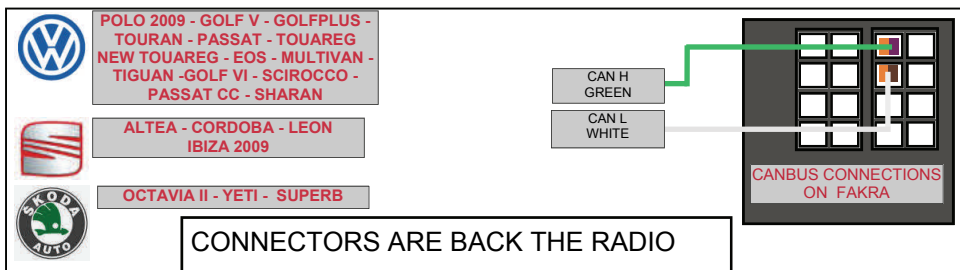 POLO 2009 - GOLF V - GOLFPLUS -
TOURAN - PASSAT - TOUAREG
NEW TOUAREG - EOS - MULTIVAN -
TIGUAN -GOLF VI - SCIROCCO -
PASSAT CC - SHARAN
ALTEA - CORDOBA - LEON
IBIZA 2009
ŠKODA
AUTO
OCTAVIA II - YETI - SUPERB
CAN H
GREEN
CAN L
WHITE
CANBUS CONNECTIONS
ON FAKRA
CONNECTORS ARE BACK THE RADIO